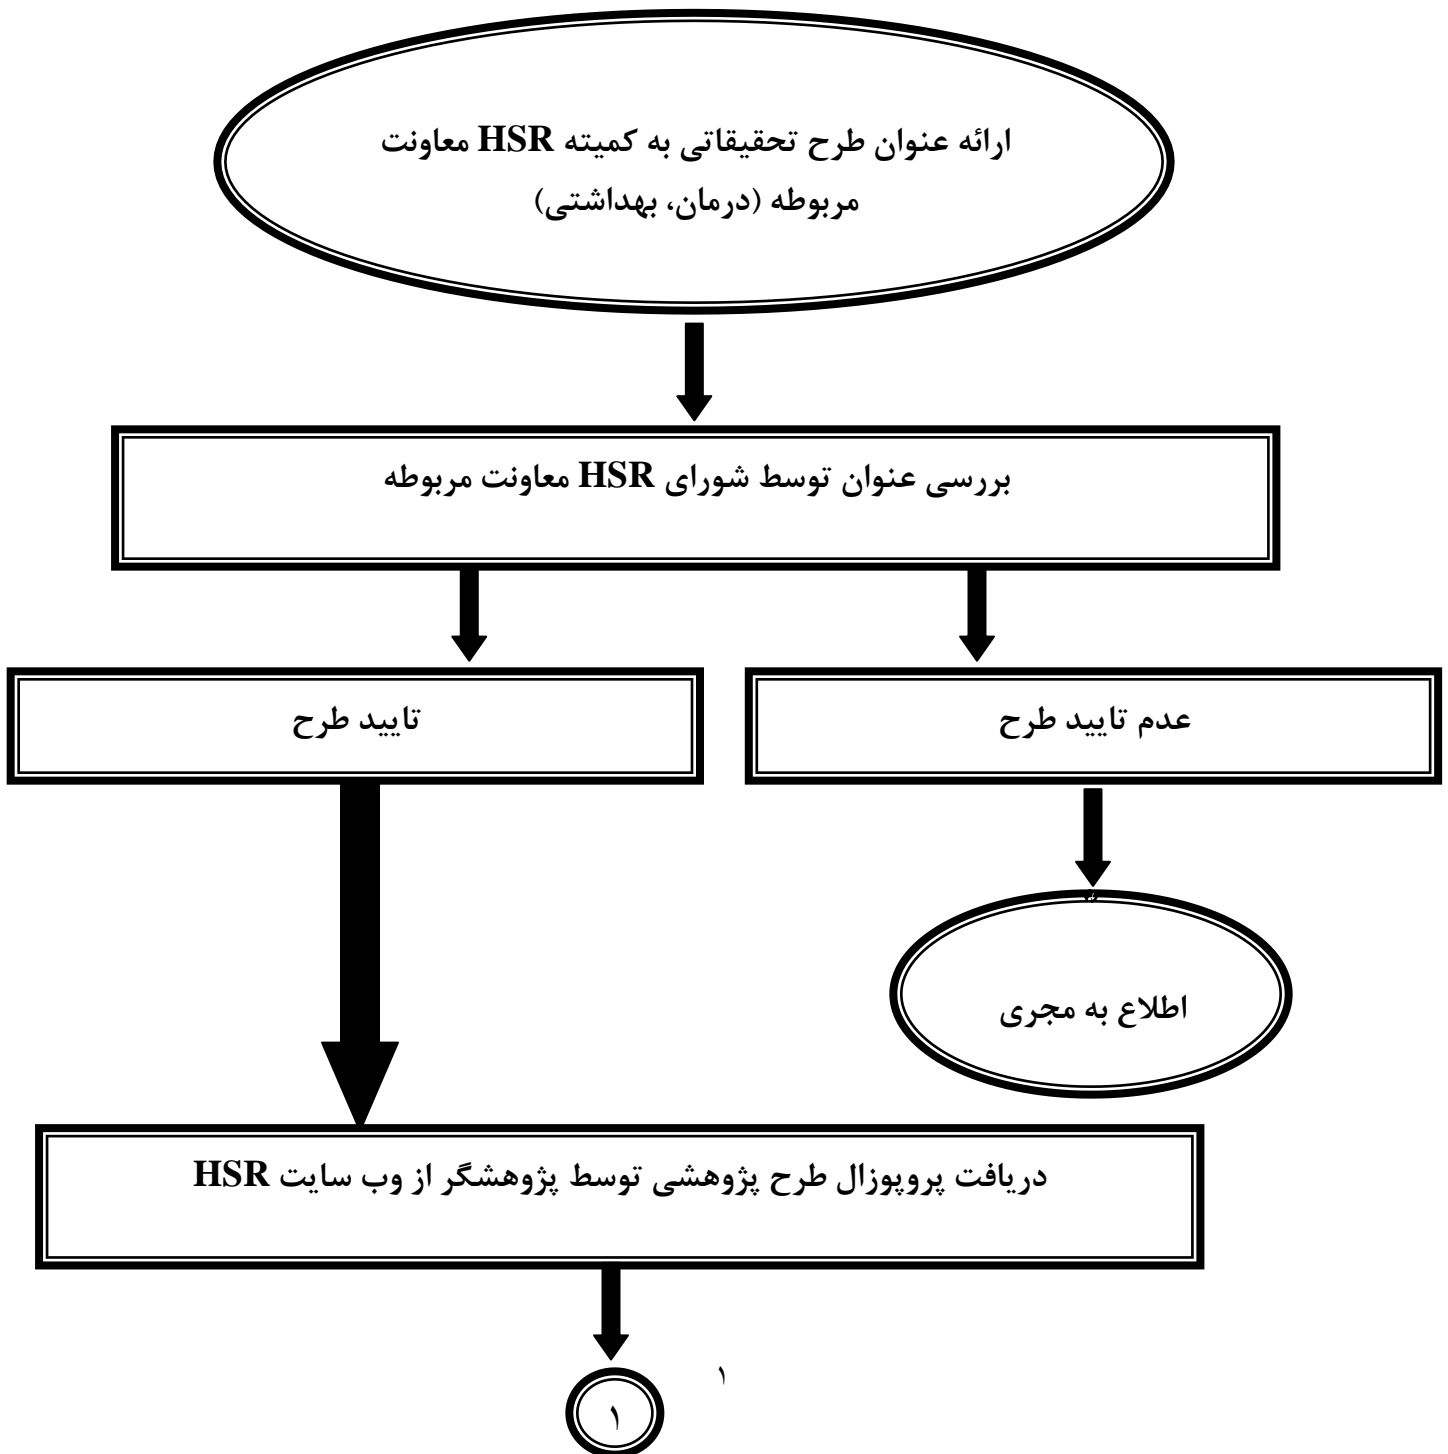 ارائه عنوان طرح تحقیقاتی به کمیته HSR معاونت
مربوطه (درمان، بهداشتی)
بررسی عنوان توسط شورای HSR معاونت مربوطه
عدم تایید طرح
تایید طرح
اطلاع به مجری
دریافت پروپوزال طرح پژوهشی توسط پژوهشگر از وب سایت HSR
۱
۱